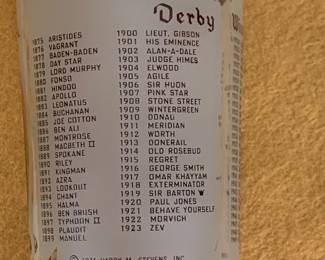 Derby
1875 ARISTIDES 1900 LIEUT. GIBSON
1876 VAGRANT 1901 HIS EMINENCE
1877 BADEN-BADEN 1902 ALAN-A-DALE
1878 DAY STAR 1903 JUDGE HIMES
1879 LORD MURPHY 1904 ELWOOD
1880 FONSO 1905 AGILE
1881 HINDOO 1906 SIR HUON
1882 APOLLO 1907 PINK STAR
1883 LEONATUS 1908 STONE STREET
1884 BUCHANAN 1909 WINTERGREEN
1885 JOE COTTON 1910 DONAU
1886 BEN ALI 1911 MERIDIAN
1887 MONTROSE 1912 WORTH
1888 MACBETH II 1913 DONERAIL
1889 SPOKANE 1914 OLD ROSEBUD
1890 RILEY 1915 REGRET
1891 KINGMAN 1916 GEORGE SMITH
1892 AZRA 1917 OMAR KHAYYAM
1893 LOOKOUT 1918 EXTERMINATOR
1894 CHANT 1919 SIR BARTON
1895 HALMA 1920 PAUL JONES
1896 BEN BRUSH 1921 BEHAVE YOURSELF
1897 TYPHOON II 1922 MORVICH
1898 PLAUDIT 1923 ZEV
1899 MANUEL
HARRY M. STEVENS, INC.